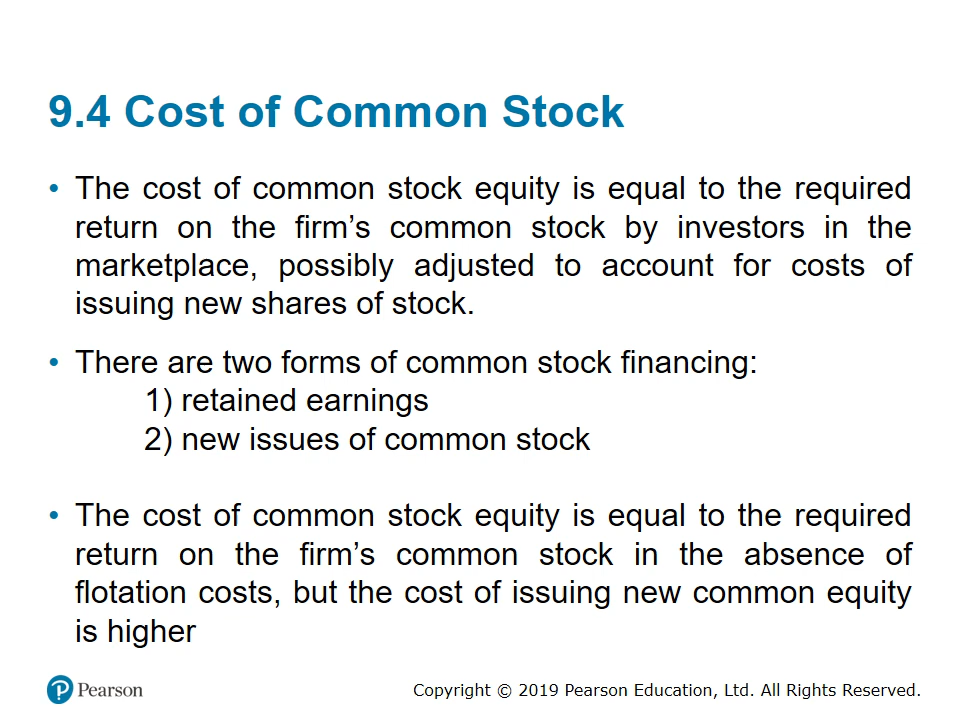 9.4 Cost of Common Stock
• The cost of common stock equity is equal to the required
return on the firm’s common stock by investors in the
marketplace, possibly adjusted to account for costs of
issuing new shares of stock.
• There are two forms of common stock financing:
1) retained earnings
2) new issues of common stock
• The cost of common stock equity is equal to the required
return on the firm’s common stock in the absence of
flotation costs, but the cost of issuing new common equity
is higher
P Pearson
Copyright © 2019 Pearson Education, Ltd. All Rights Reserved.